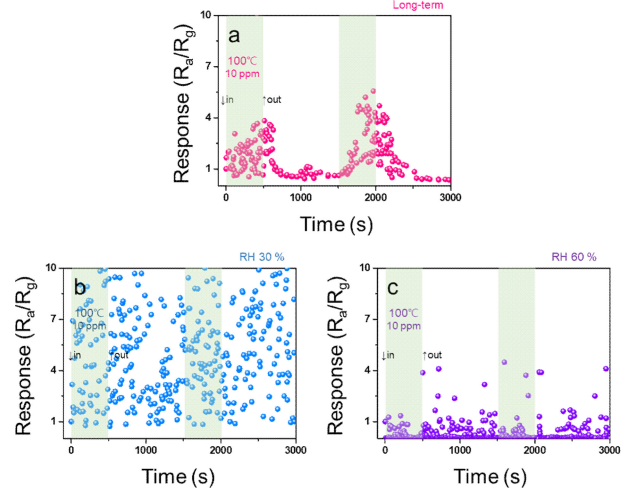 Long-term
a
10
7
4
1
Response (Ra/Rg)
100℃
10 ppm
↓in
↑out
0
1000
2000
3000
Time (s)
RH 30 %
b
10
7
4
1
Response (Ra/Rg)
100℃
10 ppm
↓in
↑out
0
1000
2000
3000
Time (s)
RH 60 %
c
10
7
4
1
Response (Ra/Rg)
100℃
10 ppm
↓in
↑out
0
1000
2000
3000
Time (s)